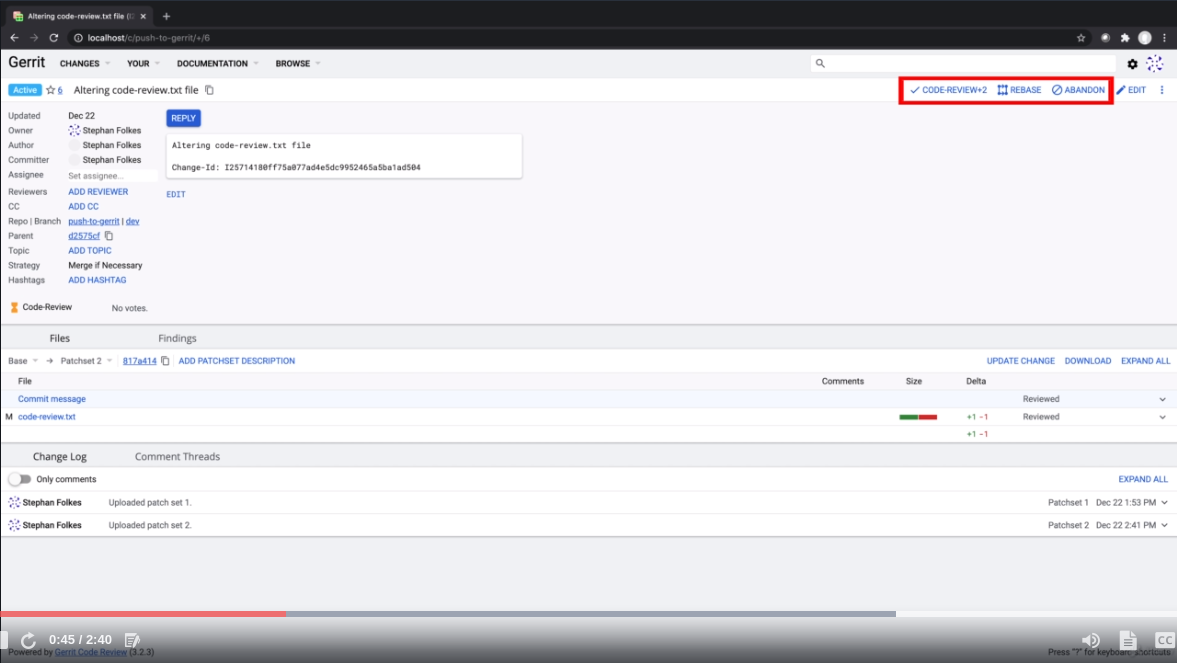 Altering code-review.txt file (
localhost/c/push-to-gerrit/+/6
Gerrit CHANGES YOUR DOCUMENTATION BROWSE
Active 6 Altering code-review.txt file CODE-REVIEW+2 REBASE ABANDON EDIT
Updated Dec 22 REPLY
Owner Stephan Folkes
Author Stephan Folkes
Committer Stephan Folkes
Assignee Set assignee...
Altering code-review.txt file
Change-Id: I25714180ff75a077ad4e5dc9952465a5ba1ad504
Reviewers ADD REVIEWER EDIT
CC ADD CC
Repo | Branch push-to-gerrit | dev
Parent d2575cf
Topic ADD TOPIC
Strategy Merge if Necessary
Hashtags ADD HASHTAG
Code-Review No votes.
Files Findings
Base → Patchset 2 817a414 ADD PATCHSET DESCRIPTION UPDATE CHANGE DOWNLOAD EXPAND ALL
File Comments Size Delta
Commit message Reviewed
M code-review.txt +1 -1 Reviewed
+1 -1
Change Log Comment Threads
Only comments EXPAND ALL
Stephan Folkes Uploaded patch set 1. Patchset 1 Dec 22 1:53 PM
Stephan Folkes Uploaded patch set 2. Patchset 2 Dec 22 2:41 PM
0:45 / 2:40 CC
Powered by Gerrit Code Review (3.2.3) Press "?" for keyboard shortcuts